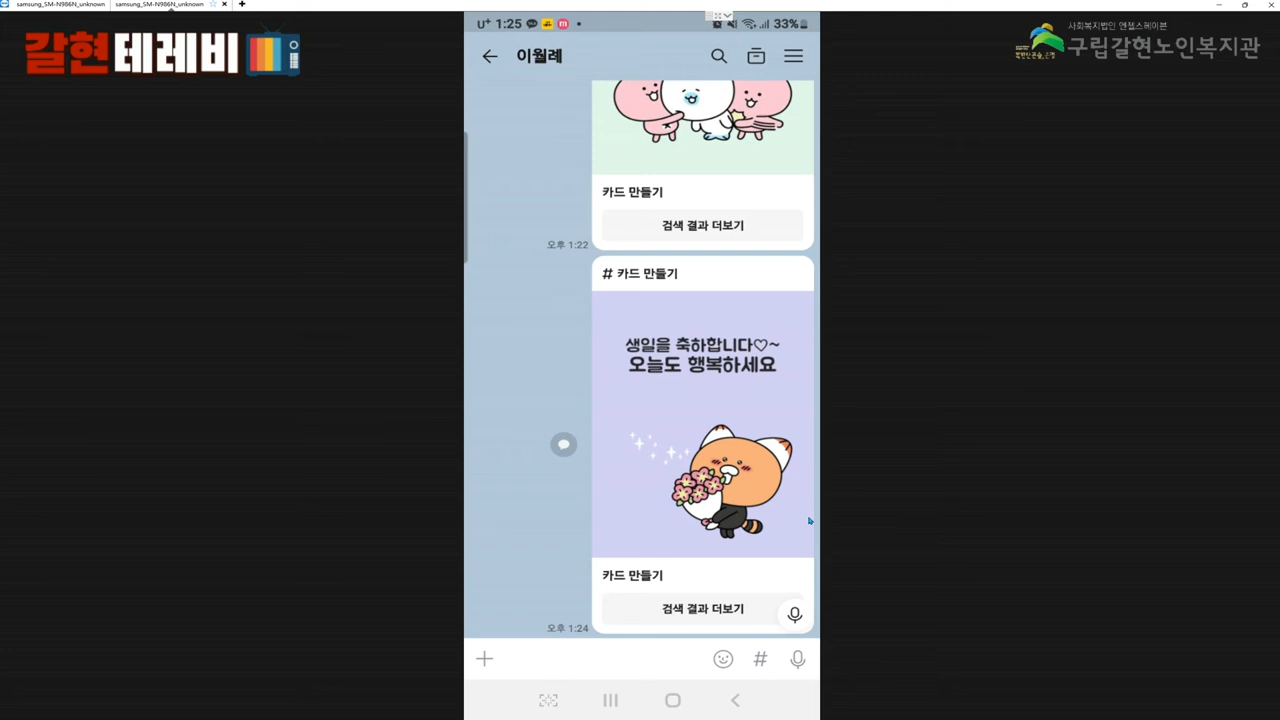 samsung_SM-N986N_unknown
samsung_SM-N986N_unknown
갈현테레비
사회복지법인 엔젤스헤이븐
구립갈현노인복지관
U+ 1:25
33%
이월례
카드 만들기
검색 결과 더보기
오후 1:22
# 카드 만들기
생일을 축하합니다♡~
오늘도 행복하세요
카드 만들기
검색 결과 더보기
오후 1:24